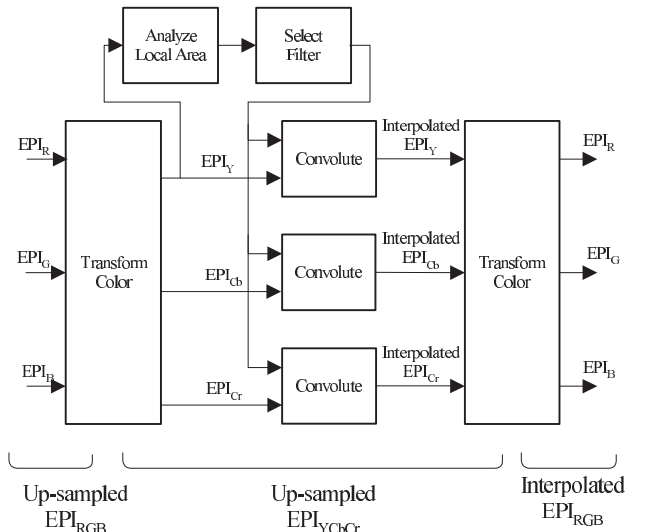 Analyze
Local Area
Select
Filter
EPI_R
EPI_G
EPI_B
Transform
Color
EPI_Y
EPI_Cb
EPI_Cr
Convolute
Convolute
Convolute
Interpolated
EPI_Y
Interpolated
EPI_Cb
Interpolated
EPI_Cr
Transform
Color
EPI_R
EPI_G
EPI_B
Up-sampled
EPI_RGB
Up-sampled
EPI_YCbCr
Interpolated
EPI_RGB